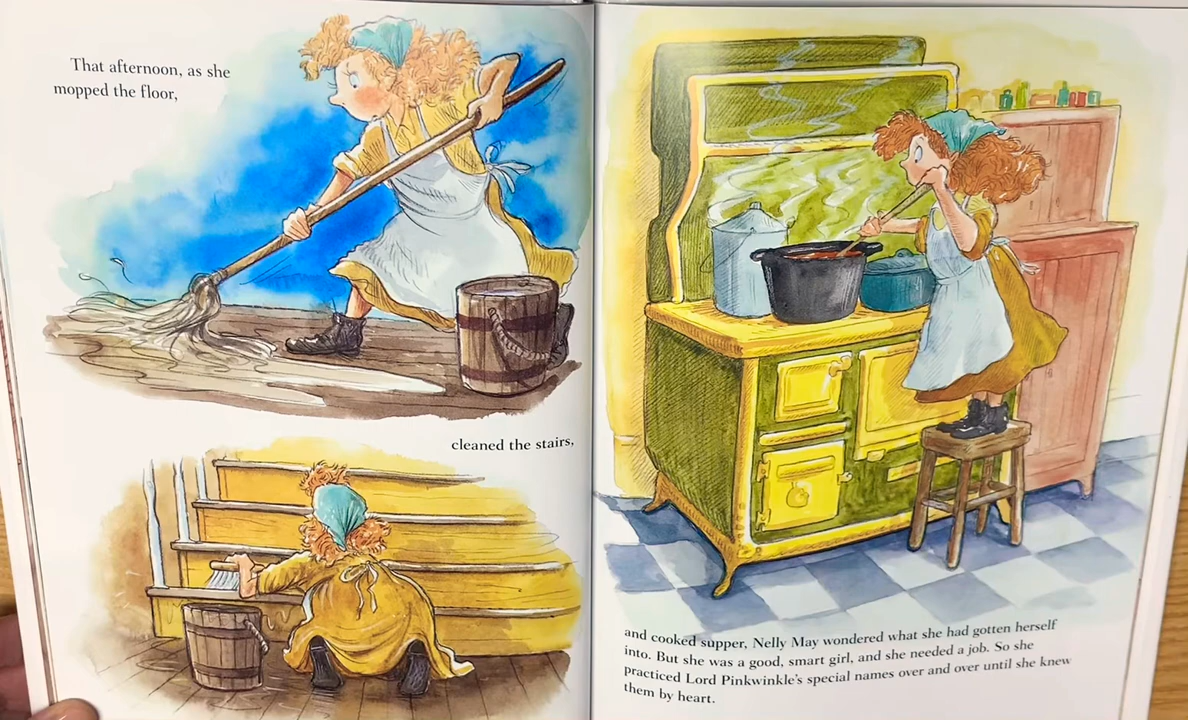 That afternoon, as she
mopped the floor,
cleaned the stairs,
and cooked supper, Nelly May wondered what she had gotten herself
into. But she was a good, smart girl, and she needed a job. So she
practiced Lord Pinkwinkle's special names over and over until she knew
them by heart.